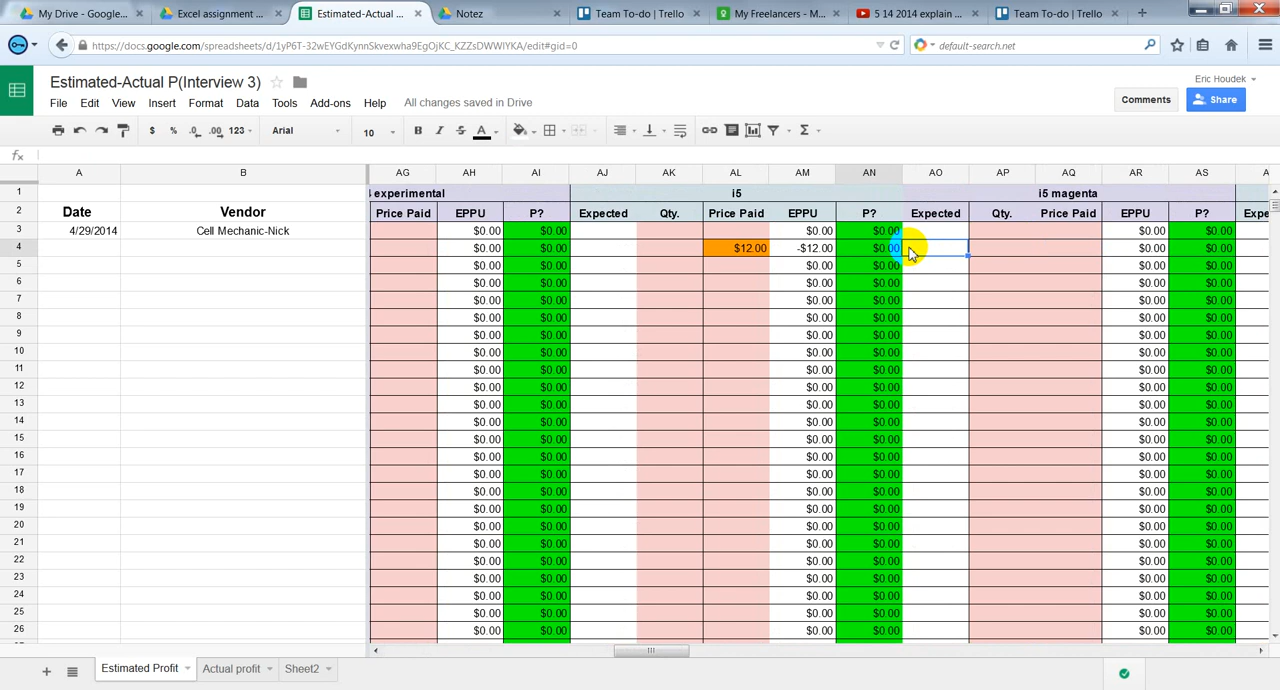 My Drive - Google... × Excel assignment ... × Estimated-Actual ... × Notez × Team To-do | Trello × My Freelancers - M... × 5 14 2014 explain ... × Team To-do | Trello × +
https://docs.google.com/spreadsheets/d/1yP6T-32wEYGdKynnSkvexwha9EgOjKC_KZZsDWWlYKA/edit#gid=0 default-search.net
Estimated-Actual P(Interview 3) Eric Houdek
File Edit View Insert Format Data Tools Add-ons Help All changes saved in Drive Comments Share
$ % .0 .00 123 Arial 10 B I S A Σ
fx
A B AG AH AI AJ AK AL AM AN AO AP AQ AR AS A
1 experimental i5 i5 magenta
2 Date Vendor Price Paid EPPU P? Expected Qty. Price Paid EPPU P? Expected Qty. Price Paid EPPU P? Expe
3 4/29/2014 Cell Mechanic-Nick $0.00 $0.00 $0.00 $0.00 $0.00 $0.00
4 $0.00 $0.00 $12.00 -$12.00 $0.00 $0.00 $0.00
5 $0.00 $0.00 $0.00 $0.00 $0.00 $0.00
6 $0.00 $0.00 $0.00 $0.00 $0.00 $0.00
7 $0.00 $0.00 $0.00 $0.00 $0.00 $0.00
8 $0.00 $0.00 $0.00 $0.00 $0.00 $0.00
9 $0.00 $0.00 $0.00 $0.00 $0.00 $0.00
10 $0.00 $0.00 $0.00 $0.00 $0.00 $0.00
11 $0.00 $0.00 $0.00 $0.00 $0.00 $0.00
12 $0.00 $0.00 $0.00 $0.00 $0.00 $0.00
13 $0.00 $0.00 $0.00 $0.00 $0.00 $0.00
14 $0.00 $0.00 $0.00 $0.00 $0.00 $0.00
15 $0.00 $0.00 $0.00 $0.00 $0.00 $0.00
16 $0.00 $0.00 $0.00 $0.00 $0.00 $0.00
17 $0.00 $0.00 $0.00 $0.00 $0.00 $0.00
18 $0.00 $0.00 $0.00 $0.00 $0.00 $0.00
19 $0.00 $0.00 $0.00 $0.00 $0.00 $0.00
20 $0.00 $0.00 $0.00 $0.00 $0.00 $0.00
21 $0.00 $0.00 $0.00 $0.00 $0.00 $0.00
22 $0.00 $0.00 $0.00 $0.00 $0.00 $0.00
23 $0.00 $0.00 $0.00 $0.00 $0.00 $0.00
24 $0.00 $0.00 $0.00 $0.00 $0.00 $0.00
25 $0.00 $0.00 $0.00 $0.00 $0.00 $0.00
26 $0.00 $0.00 $0.00 $0.00 $0.00 $0.00
+ Estimated Profit Actual profit Sheet2